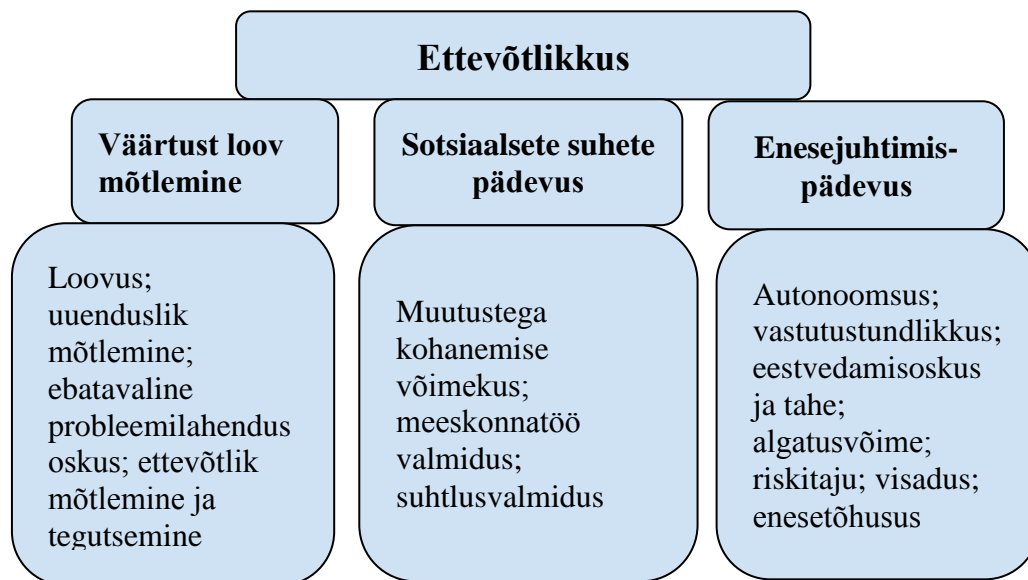 Ettevõtlikkus
Väärtust loov
mõtlemine
Sotsiaalsete suhete
pädevus
Enesejuhtimis-
pädevus
Loovus;
uuenduslik
mõtlemine;
ebatavaline
probleemilahendus
oskus; ettevõtlik
mõtlemine ja
tegutsemine
Muutustega
kohanemise
võimekus;
meeskonnatöö
valmidus;
suhtlusvalmidus
Autonoomsus;
vastutustundlikkus;
eestvedamisoskus
ja tahe;
algatusvõime;
riskitaju; visadus;
enesetõhusus